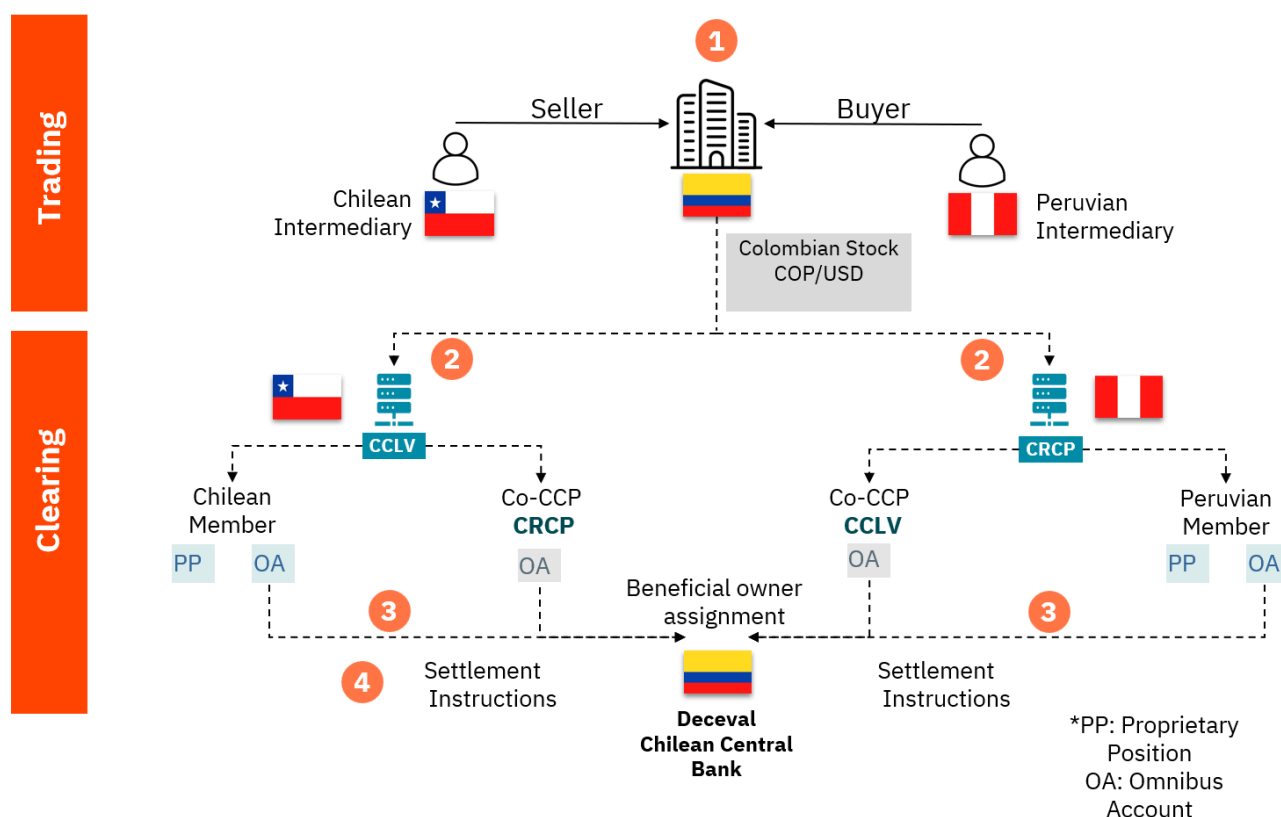 Trading
1
Seller
Buyer
Chilean
Intermediary
Peruvian
Intermediary
Colombian Stock
COP/USD
Clearing
2
2
CCLV
CRCP
Chilean
Member
PP
OA
Co-CCP
CRCP
OA
Co-CCP
CCLV
OA
Peruvian
Member
PP
OA
Beneficial owner
assignment
3
3
4
Settlement
Instructions
Settlement
Instructions
Deceval
Chilean Central
Bank
*PP: Proprietary
Position
OA: Omnibus
Account